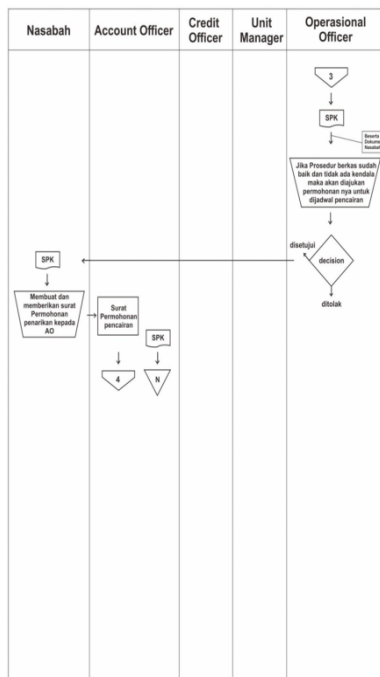 Nasabah
Account Officer
Credit
Officer
Unit
Manager
Operasional
Officer
3
SPK
Beserta
Dokumen
Nasabah
Jika Prosedur berkas sudah
baik dan tidak ada kendala
maka akan diajukan
permohonan nya untuk
dijadwal pencairan
disetujui
decision
ditolak
SPK
Membuat dan
memberikan surat
Permohonan
penarikan kepada
AO
Surat
Permohonan
pencairan
SPK
4
N